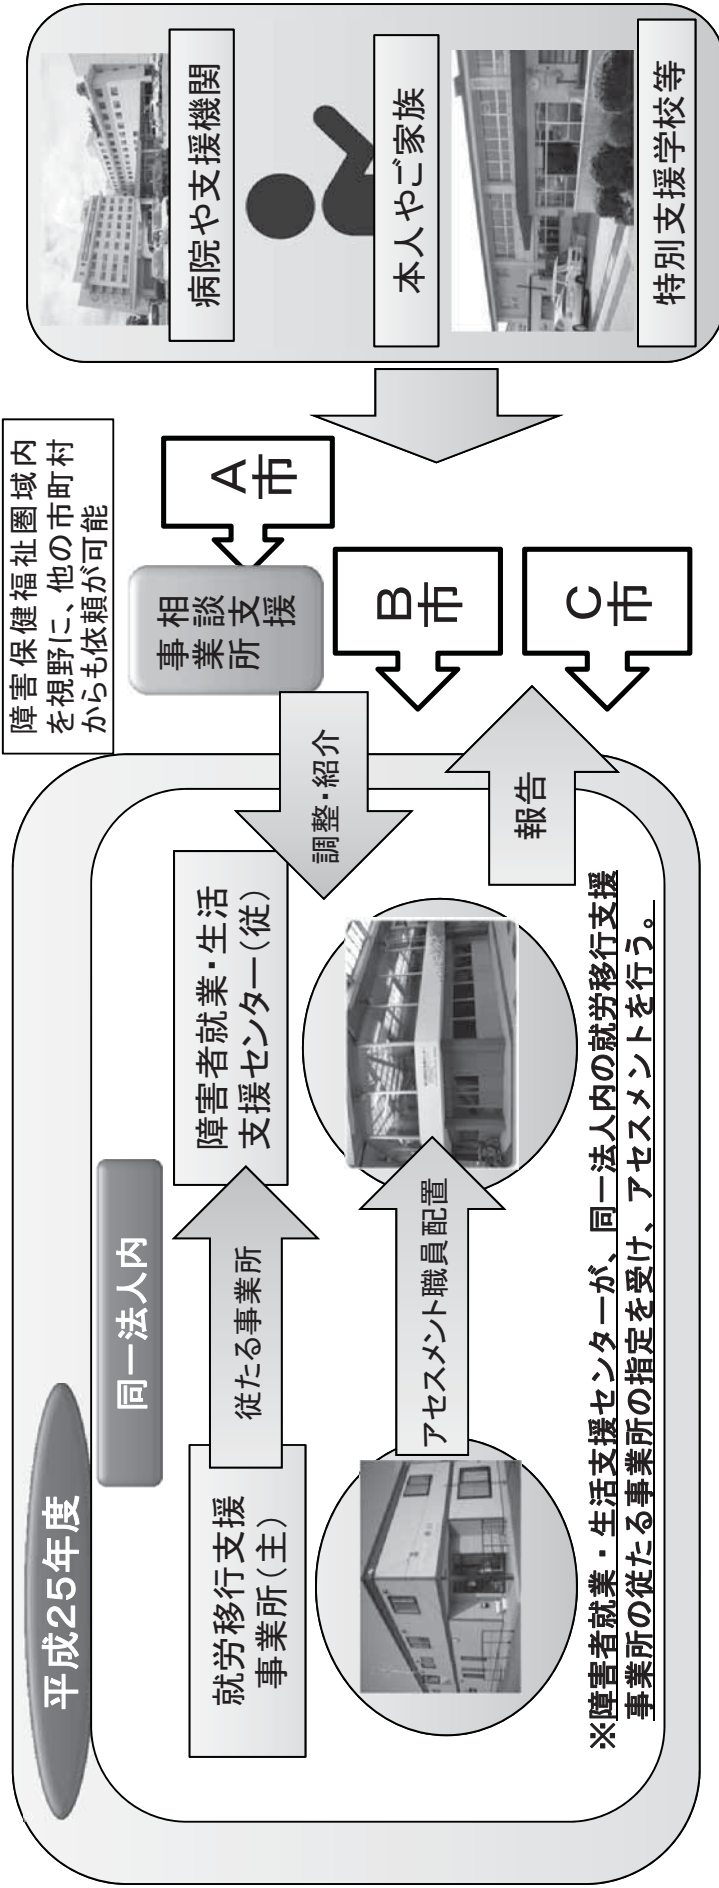 平成25年度
同一法人内
就労移行支援
事業所(主)
従たる事業所
障害者就業・生活
支援センター(従)
アセスメント職員配置
調整・紹介
報告
※障害者就業・生活支援センターが、同一法人内の就労移行支援
事業所の従たる事業所の指定を受け、アセスメントを行う。
障害保健福祉圏域内
を視野に、他の市町村
からも依頼が可能
相談支援
事業所
A
市
B
市
C
市
病院や支援機関
本人やご家族
特別支援学校等